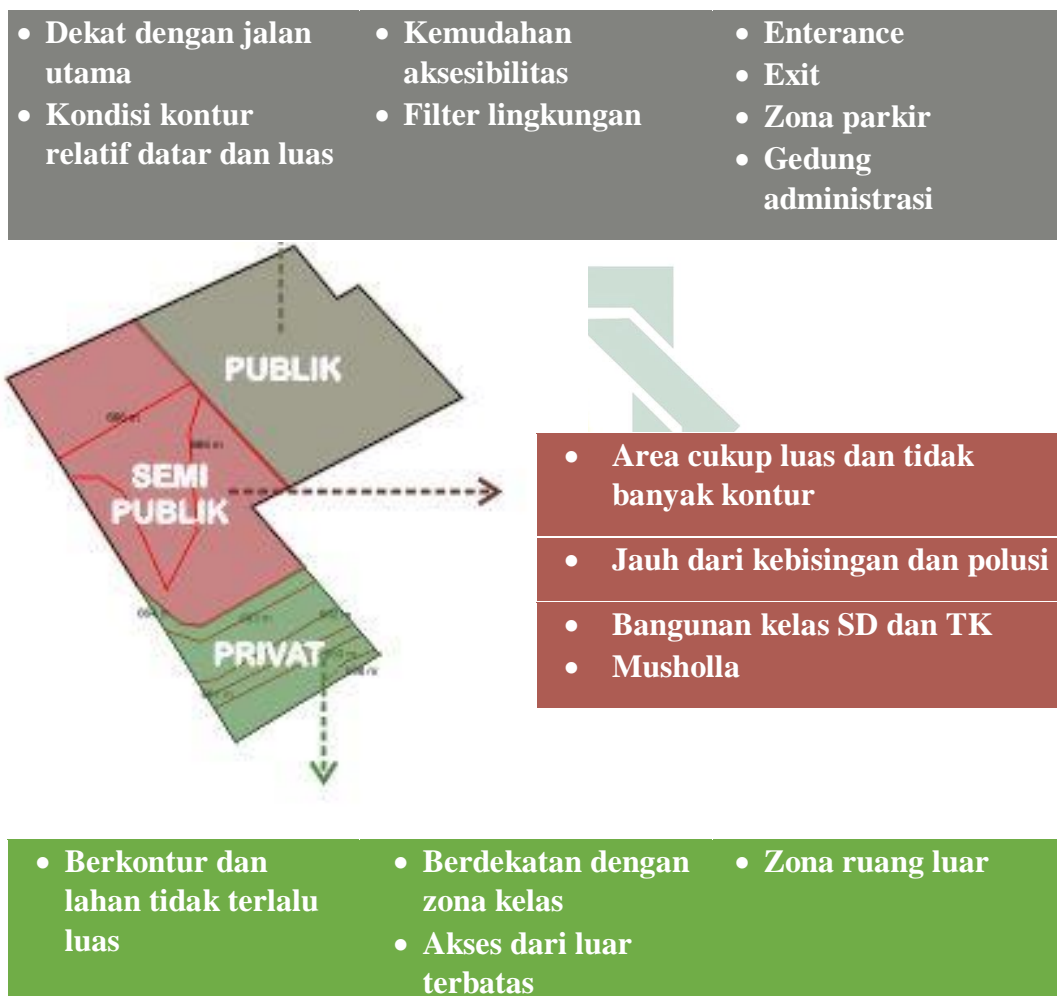 • Dekat dengan jalan
utama
• Kondisi kontur
relatif datar dan luas
• Kemudahan
aksesibilitas
• Filter lingkungan
• Enterance
• Exit
• Zona parkir
• Gedung
administrasi
PUBLIK
SEMI
PUBLIK
• Area cukup luas dan tidak
banyak kontur
• Jauh dari kebisingan dan polusi
• Bangunan kelas SD dan TK
• Musholla
PRIVAT
• Berkontur dan
lahan tidak terlalu
luas
• Berdekatan dengan
zona kelas
• Akses dari luar
terbatas
• Zona ruang luar